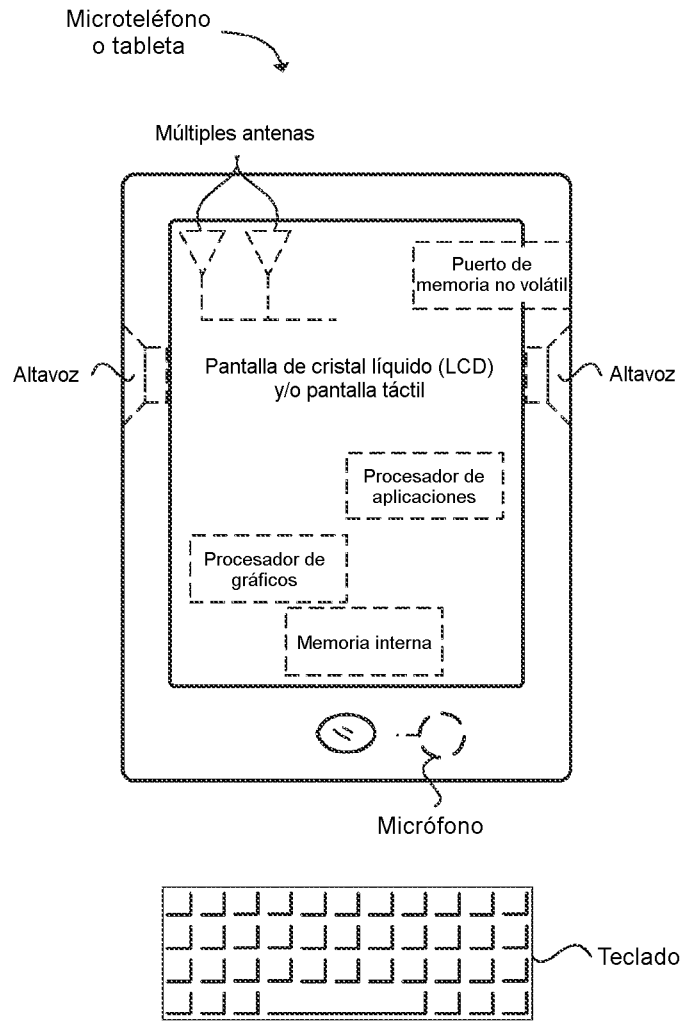 Microteléfono
o tableta
Múltiples antenas
Puerto de
memoria no volátil
Altavoz
Pantalla de cristal líquido (LCD)
y/o pantalla táctil
Altavoz
Procesador de
aplicaciones
Procesador de
gráficos
Memoria interna
Micrófono
Teclado